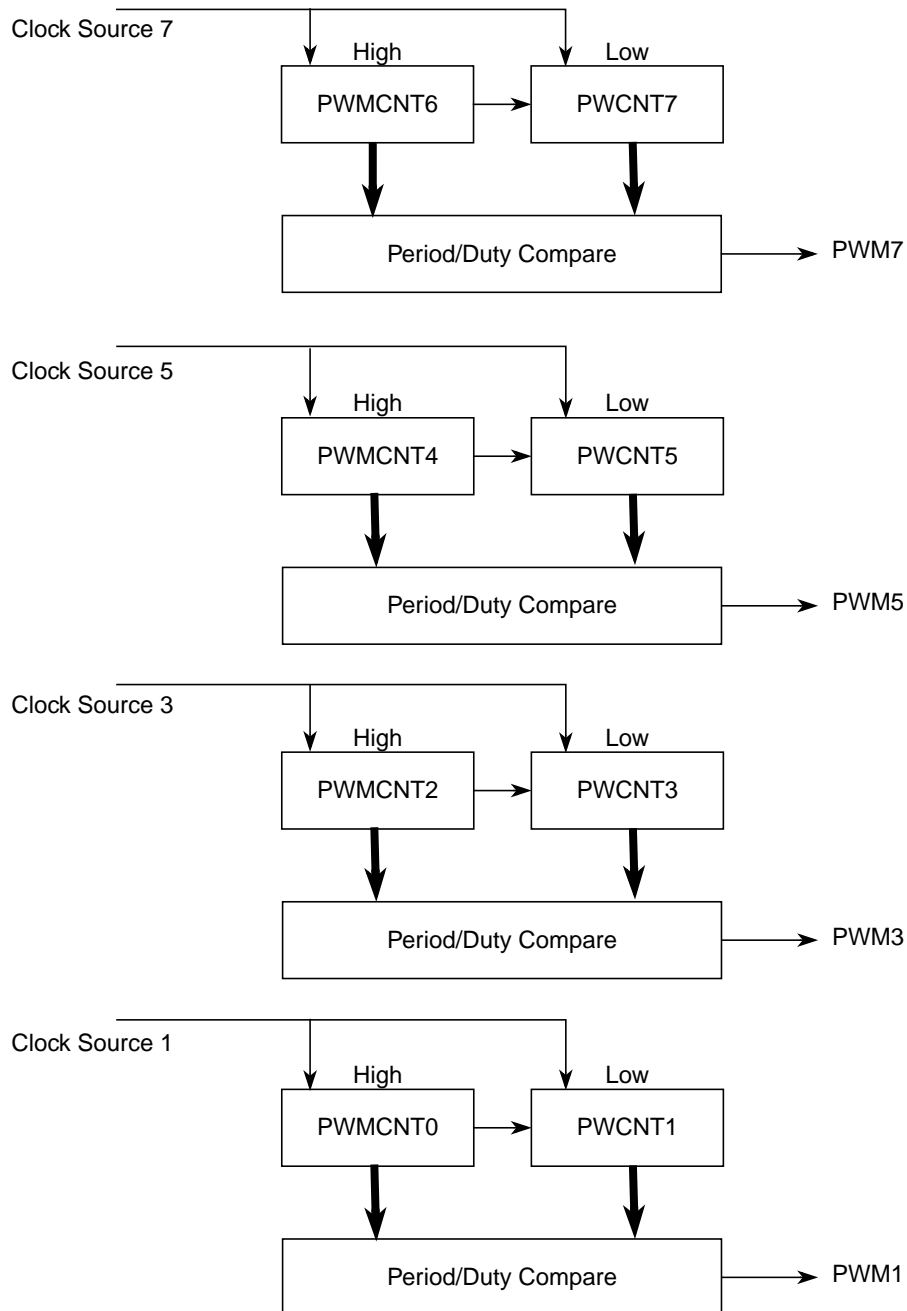 Clock Source 7
High
Low
PWMCNT6
PWCNT7
Period/Duty Compare
PWM7
Clock Source 5
High
Low
PWMCNT4
PWCNT5
Period/Duty Compare
PWM5
Clock Source 3
High
Low
PWMCNT2
PWCNT3
Period/Duty Compare
PWM3
Clock Source 1
High
Low
PWMCNT0
PWCNT1
Period/Duty Compare
PWM1